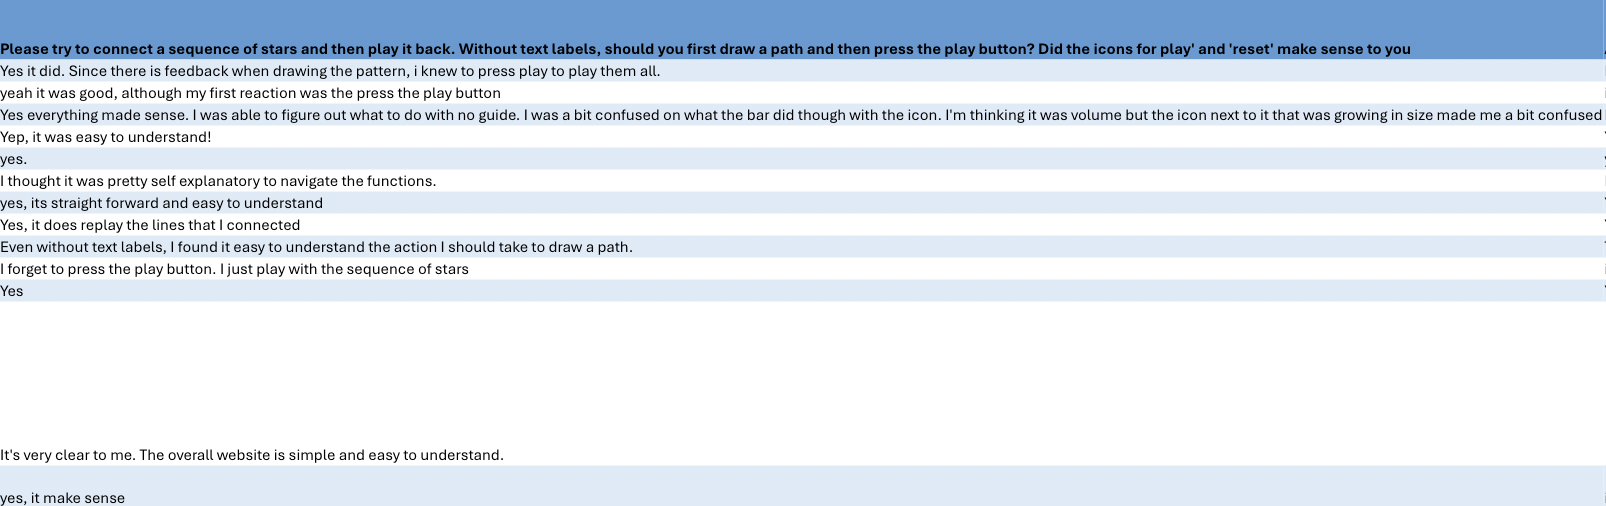 Please try to connect a sequence of stars and then play it back. Without text labels, should you first draw a path and then press the play button? Did the icons for play' and 'reset' make sense to you
Yes it did. Since there is feedback when drawing the pattern, i knew to press play to play them all.
yeah it was good, although my first reaction was the press the play button
Yes everything made sense. I was able to figure out what to do with no guide. I was a bit confused on what the bar did though with the icon. I'm thinking it was volume but the icon next to it that was growing in size made me a bit confused
Yep, it was easy to understand!
yes.
I thought it was pretty self explanatory to navigate the functions.
yes, its straight forward and easy to understand
Yes, it does replay the lines that I connected
Even without text labels, I found it easy to understand the action I should take to draw a path.
I forget to press the play button. I just play with the sequence of stars
Yes
It's very clear to me. The overall website is simple and easy to understand.
yes, it make sense